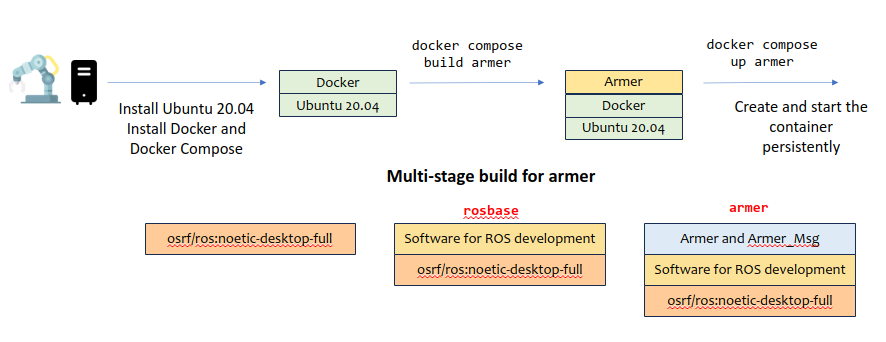 docker compose
build armer
docker compose
up armer
Docker
Ubuntu 20.04
Armer
Docker
Ubuntu 20.04
Install Ubuntu 20.04
Install Docker and
Docker Compose
Create and start the
container
persistently
Multi-stage build for armer
rosbase
armer
osrf/ros:noetic-desktop-full
Software for ROS development
osrf/ros:noetic-desktop-full
Armer and Armer_Msg
Software for ROS development
osrf/ros:noetic-desktop-full